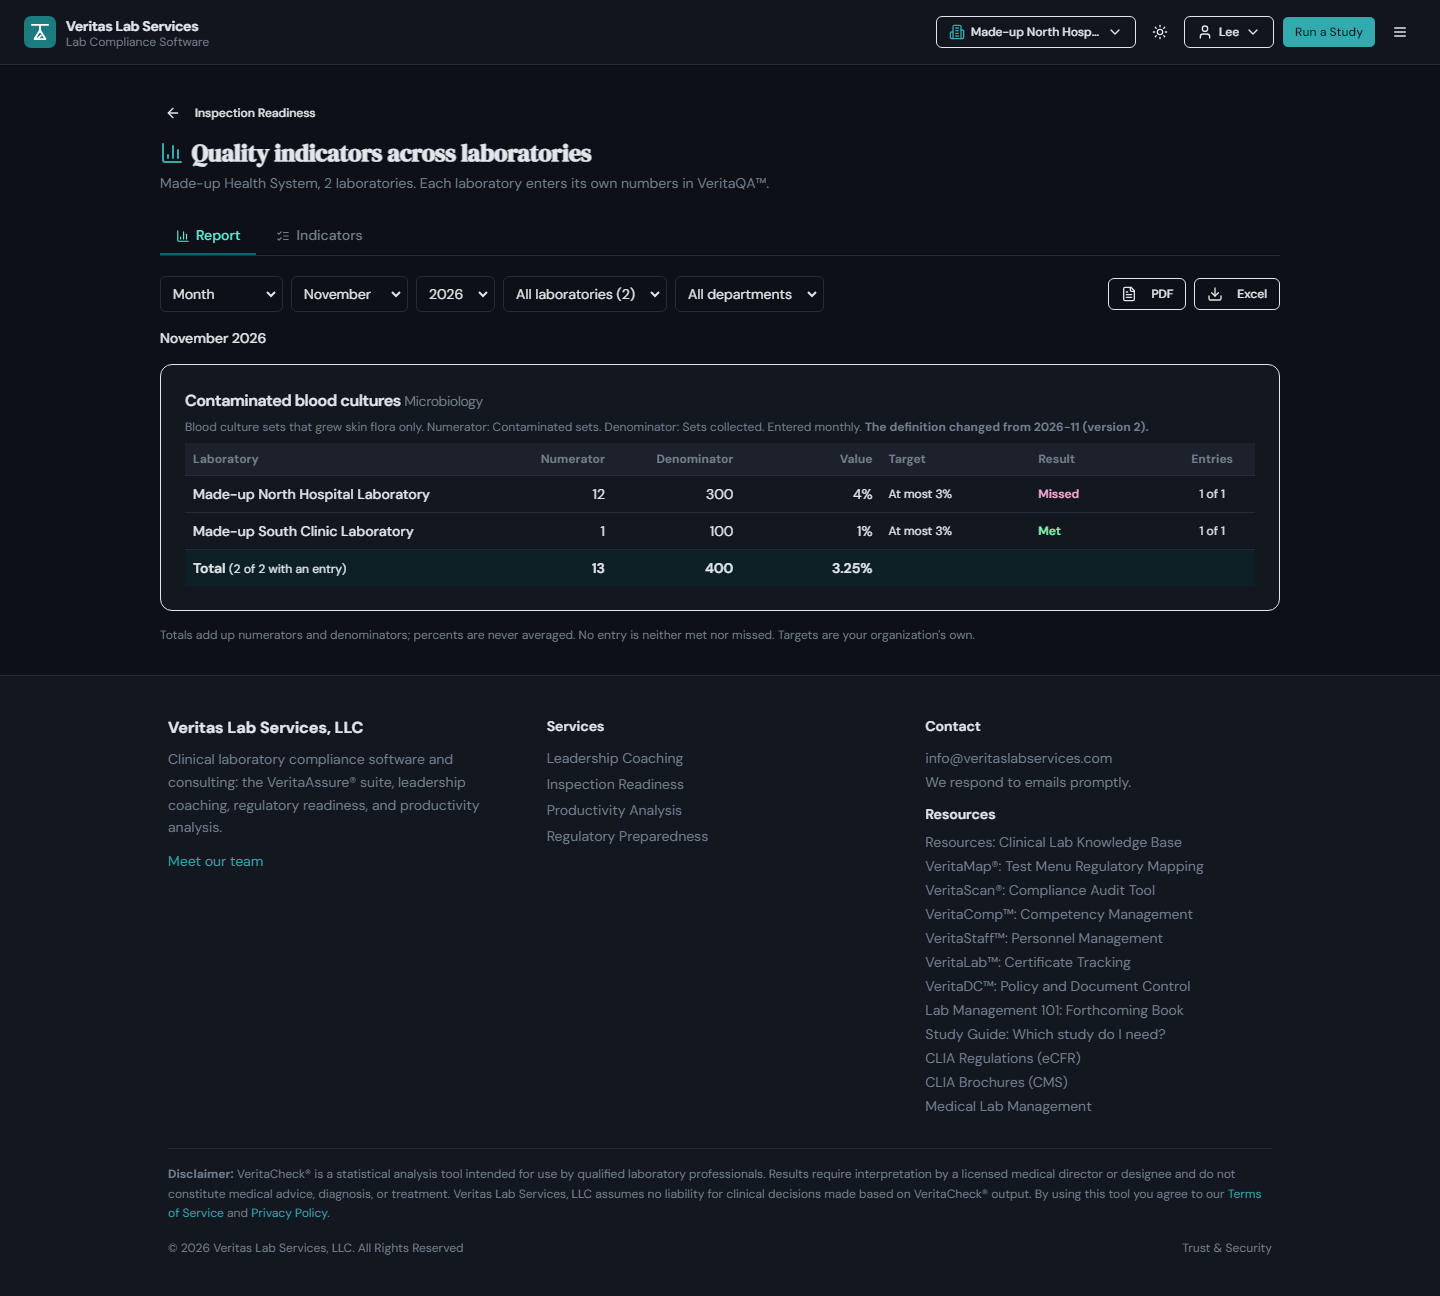 Veritas Lab Services
Lab Compliance Software
Made-up North Hosp...
Lee
Run a Study
Inspection Readiness
Quality indicators across laboratories
Made-up Health System, 2 laboratories. Each laboratory enters its own numbers in VeritaQA™.
Report
Indicators
Month
November
2026
All laboratories (2)
All departments
PDF
Excel
November 2026
Contaminated blood cultures Microbiology
Blood culture sets that grew skin flora only. Numerator: Contaminated sets. Denominator: Sets collected. Entered monthly. The definition changed from 2026-11 (version 2).
Laboratory Numerator Denominator Value Target Result Entries
Made-up North Hospital Laboratory 12 300 4% At most 3% Missed 1 of 1
Made-up South Clinic Laboratory 1 100 1% At most 3% Met 1 of 1
Total (2 of 2 with an entry) 13 400 3.25%
Totals add up numerators and denominators; percents are never averaged. No entry is neither met nor missed. Targets are your organization's own.
Veritas Lab Services, LLC
Clinical laboratory compliance software and
consulting: the VeritaAssure® suite, leadership
coaching, regulatory readiness, and productivity
analysis.
Meet our team
Services
Leadership Coaching
Inspection Readiness
Productivity Analysis
Regulatory Preparedness
Contact
info@veritaslabservices.com
We respond to emails promptly.
Resources
Resources: Clinical Lab Knowledge Base
VeritaMap®: Test Menu Regulatory Mapping
VeritaScan®: Compliance Audit Tool
VeritaComp™: Competency Management
VeritaStaff™: Personnel Management
VeritaLab™: Certificate Tracking
VeritaDC™: Policy and Document Control
Lab Management 101: Forthcoming Book
Study Guide: Which study do I need?
CLIA Regulations (eCFR)
CLIA Brochures (CMS)
Medical Lab Management
Disclaimer: VeritaCheck® is a statistical analysis tool intended for use by qualified laboratory professionals. Results require interpretation by a licensed medical director or designee and do not
constitute medical advice, diagnosis, or treatment. Veritas Lab Services, LLC assumes no liability for clinical decisions made based on VeritaCheck® output. By using this tool you agree to our Terms
of Service and Privacy Policy.
© 2026 Veritas Lab Services, LLC. All Rights Reserved
Trust & Security